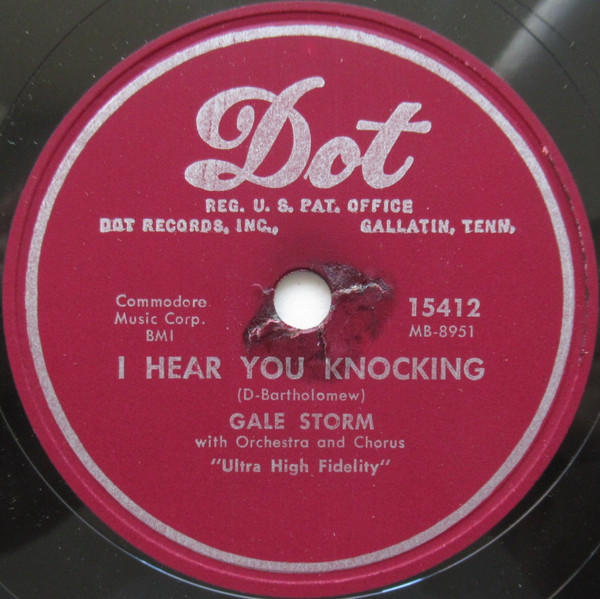 Dot
REG. U. S. PAT. OFFICE
DOT RECORDS, INC., GALLATIN, TENN,
Commodore
Music Corp.
BMI
15412
MB-8951
I HEAR YOU KNOCKING
(D-Bartholomew)
GALE STORM
with Orchestra and Chorus
"Ultra High Fidelity"